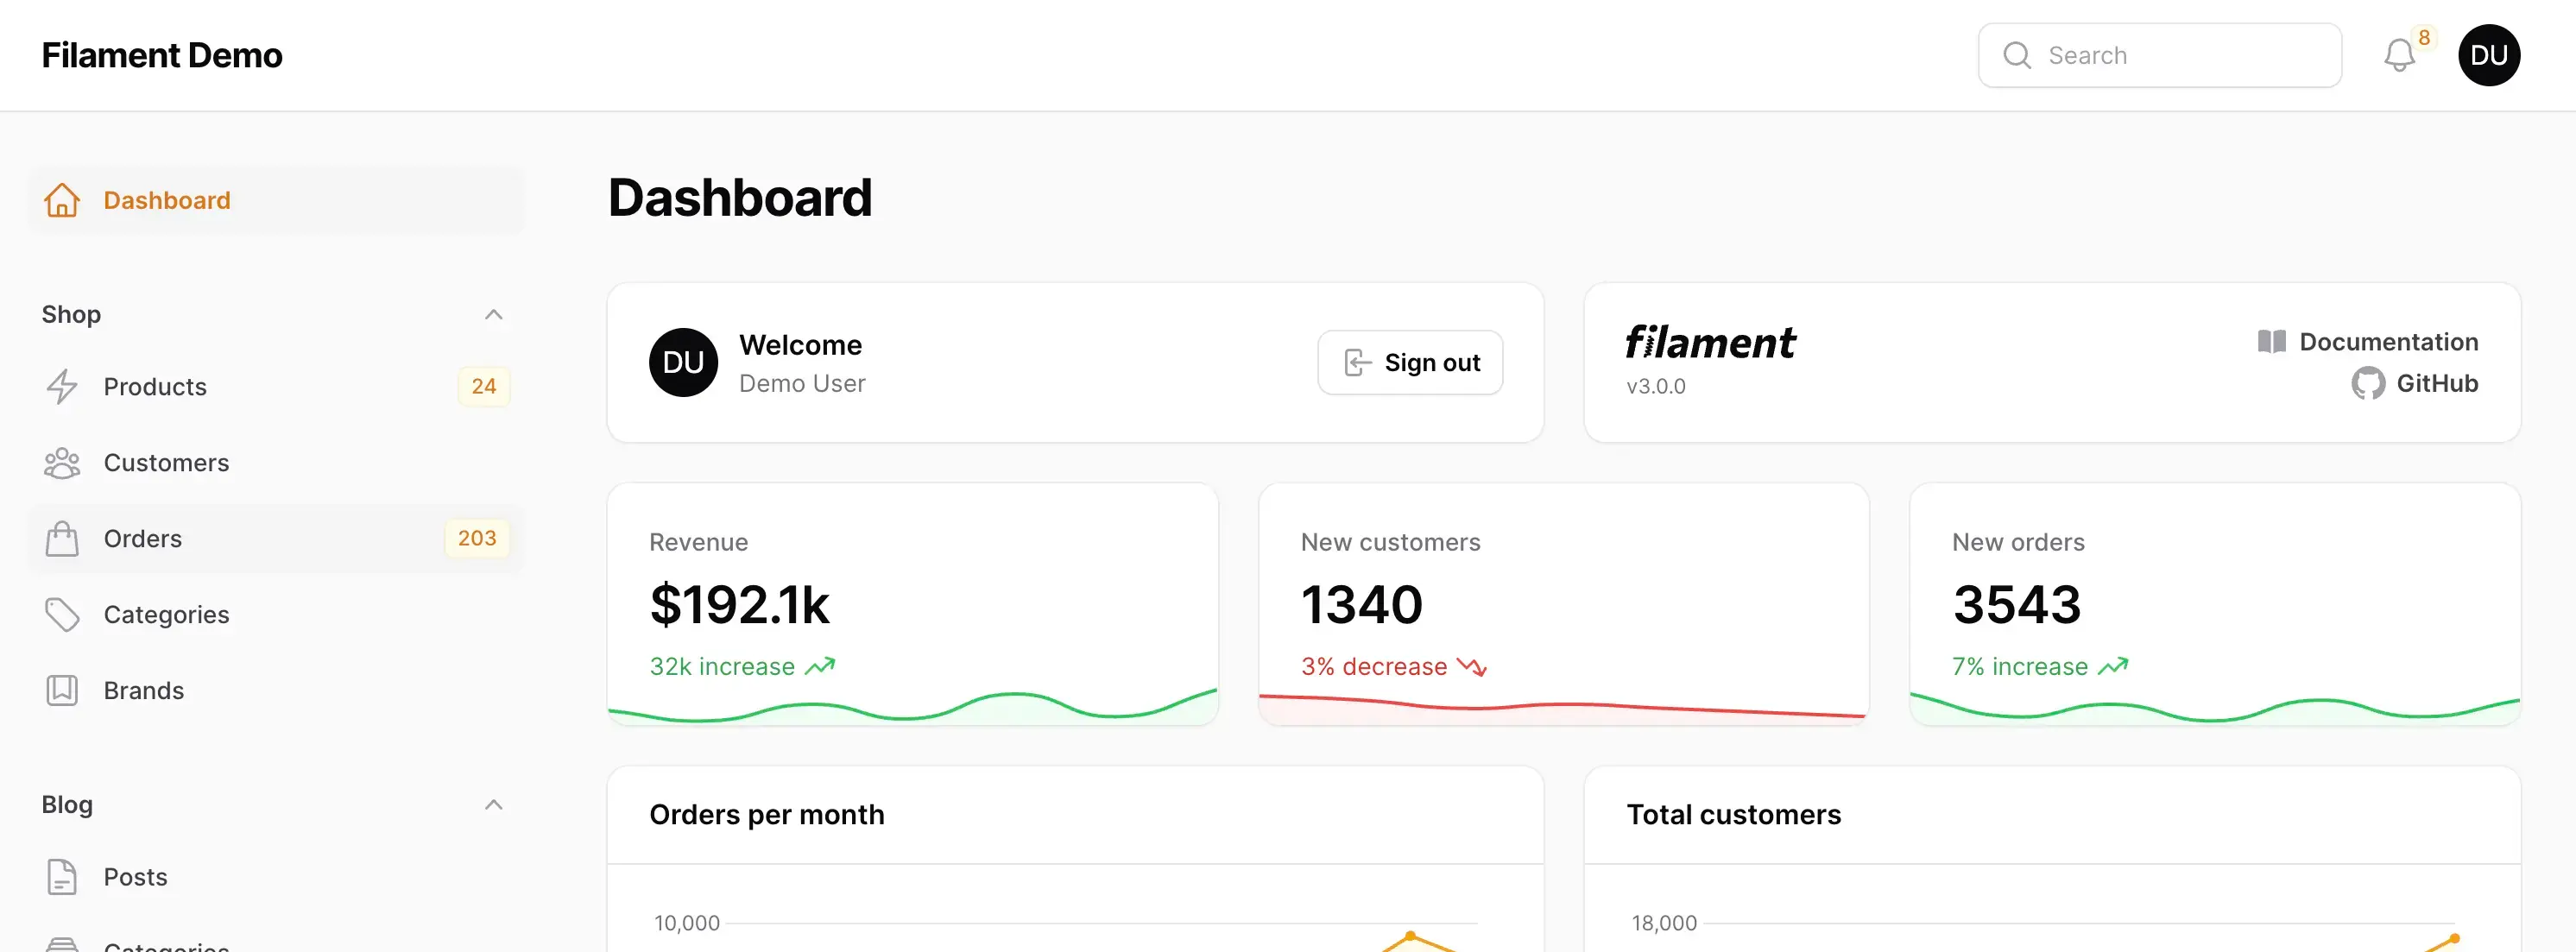 Filament Demo
Search
8
DU
Dashboard
Shop
Products 24
Customers
Orders 203
Categories
Brands
Blog
Posts
Categories
Dashboard
DU
Welcome
Demo User
Sign out
filament
v3.0.0
Documentation
GitHub
Revenue
$192.1k
32k increase
New customers
1340
3% decrease
New orders
3543
7% increase
Orders per month
10,000
Total customers
18,000